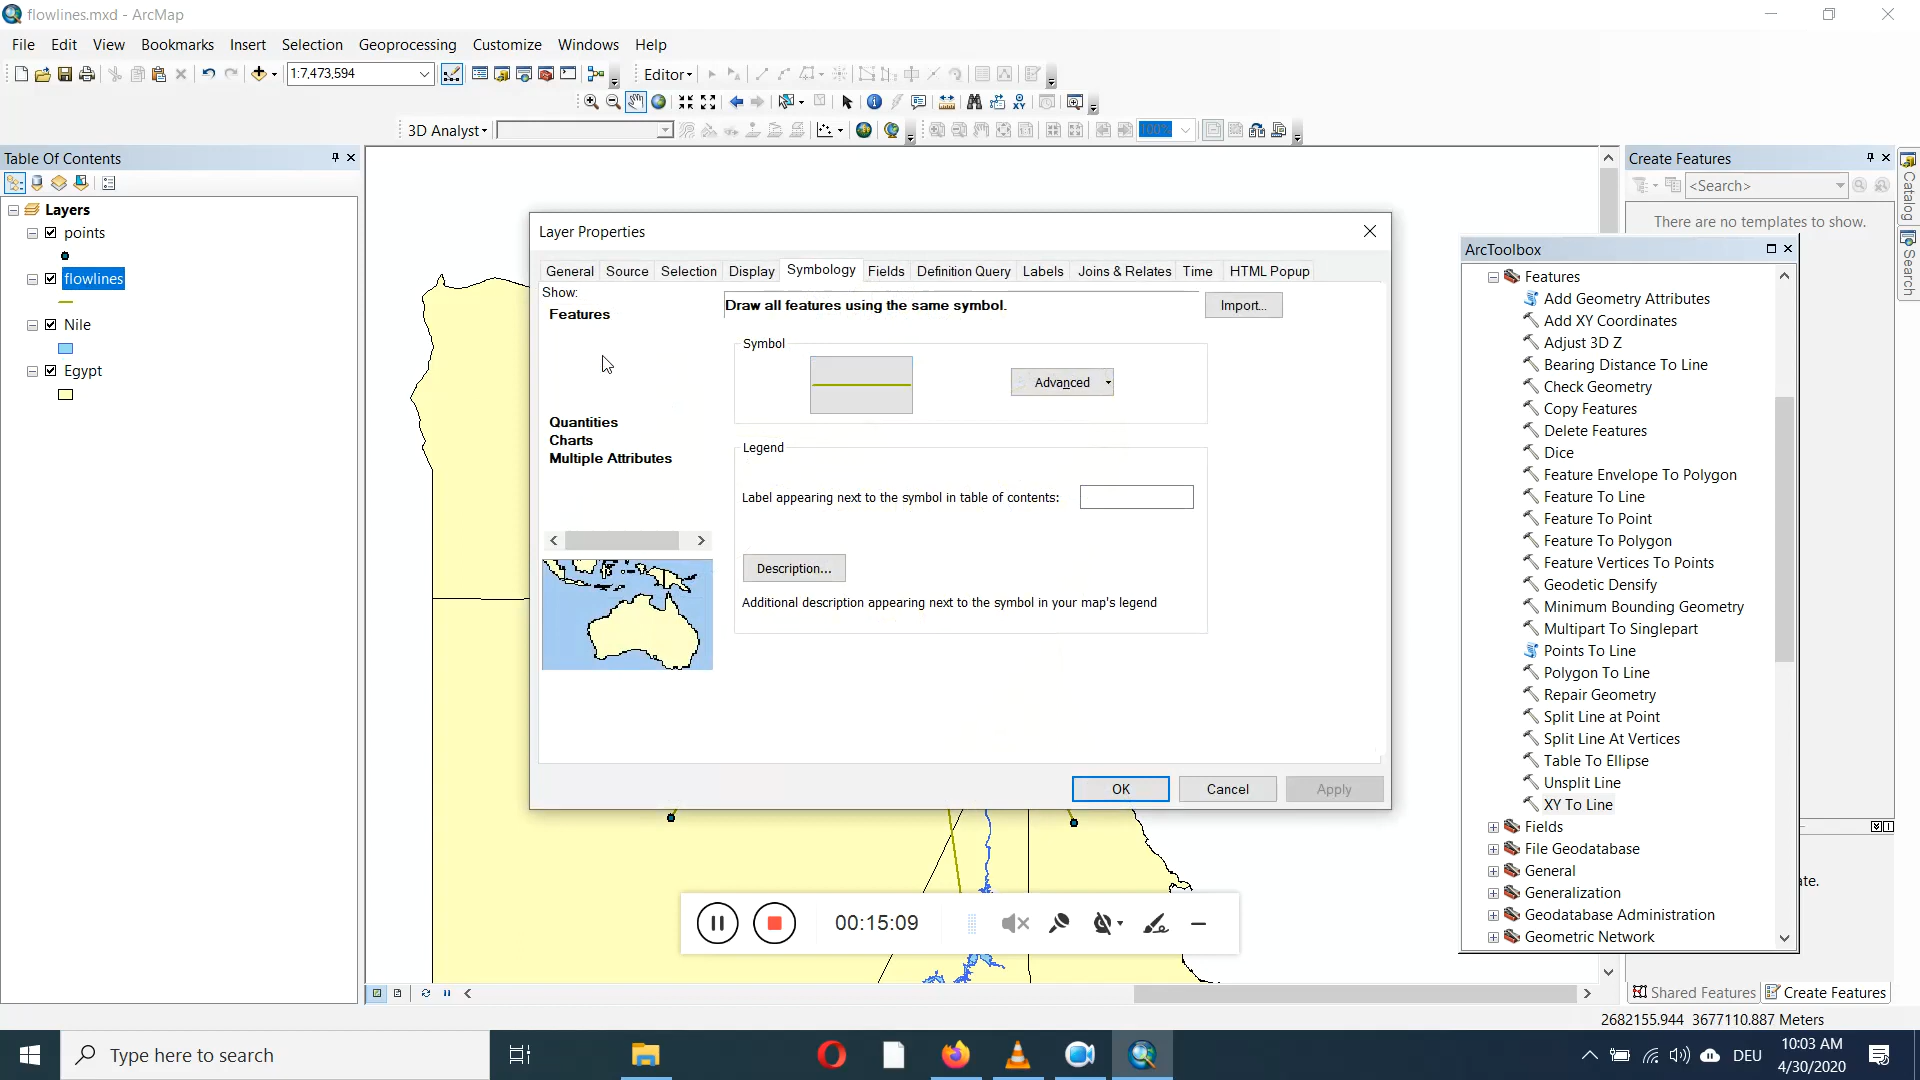 flowlines.mxd - ArcMap
File Edit View Bookmarks Insert Selection Geoprocessing Customize Windows Help
1:7,473,594
Editor
3D Analyst
100%
Table Of Contents
Layers
points
flowlines
Nile
Egypt
Layer Properties
General Source Selection Display Symbology Fields Definition Query Labels Joins & Relates Time HTML Popup
Show:
Features
Quantities
Charts
Multiple Attributes
Draw all features using the same symbol.
Import...
Symbol
Advanced
Legend
Label appearing next to the symbol in table of contents:
Description...
Additional description appearing next to the symbol in your map's legend
OK Cancel Apply
00:15:09
Create Features
<Search>
There are no templates to show.
Catalog
Search
ArcToolbox
Features
Add Geometry Attributes
Add XY Coordinates
Adjust 3D Z
Bearing Distance To Line
Check Geometry
Copy Features
Delete Features
Dice
Feature Envelope To Polygon
Feature To Line
Feature To Point
Feature To Polygon
Feature Vertices To Points
Geodetic Densify
Minimum Bounding Geometry
Multipart To Singlepart
Points To Line
Polygon To Line
Repair Geometry
Split Line at Point
Split Line At Vertices
Table To Ellipse
Unsplit Line
XY To Line
Fields
File Geodatabase
General
Generalization
Geodatabase Administration
Geometric Network
ate.
Shared Features Create Features
2682155.944 3677110.887 Meters
Type here to search
DEU
10:03 AM
4/30/2020